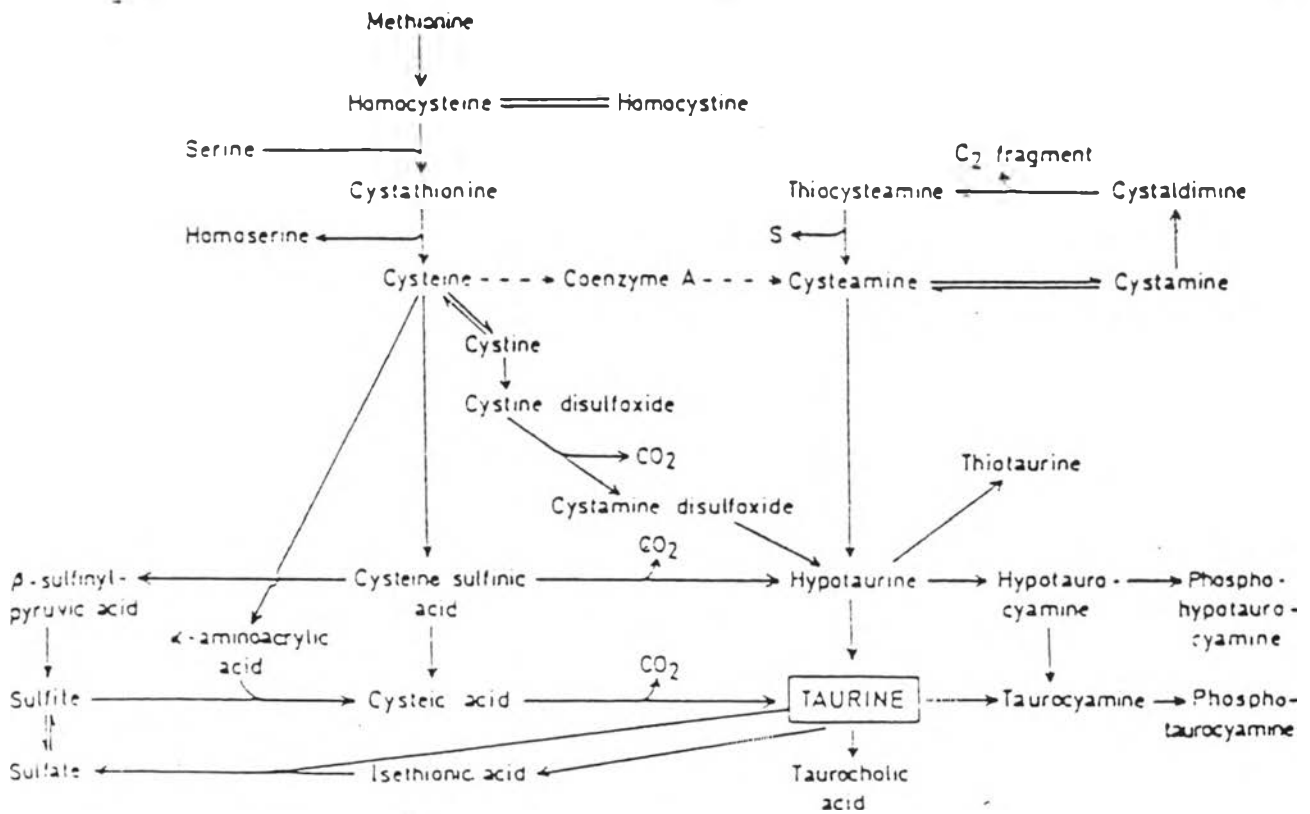 Methionine
Homocysteine Homocystine
Serine
C2 fragment
Cystathionine Thiocysteamine Cystaldimine
Homoserine S
Cysteine Coenzyme A Cysteamine Cystamine
Cystine
Cystine disulfoxide
CO2
Thiotaurine
Cystamine disulfoxide
CO2
β-sulfinyl- Cysteine sulfinic Hypotaurine Hypotauro- Phospho-
pyruvic acid acid cyamine hypotauro-
cyamine
α-aminoacrylic
acid
CO2
Sulfite Cysteic acid TAURINE Taurocyamine Phospho-
taurocyamine
Sulfate Isethionic acid Taurocholic
acid